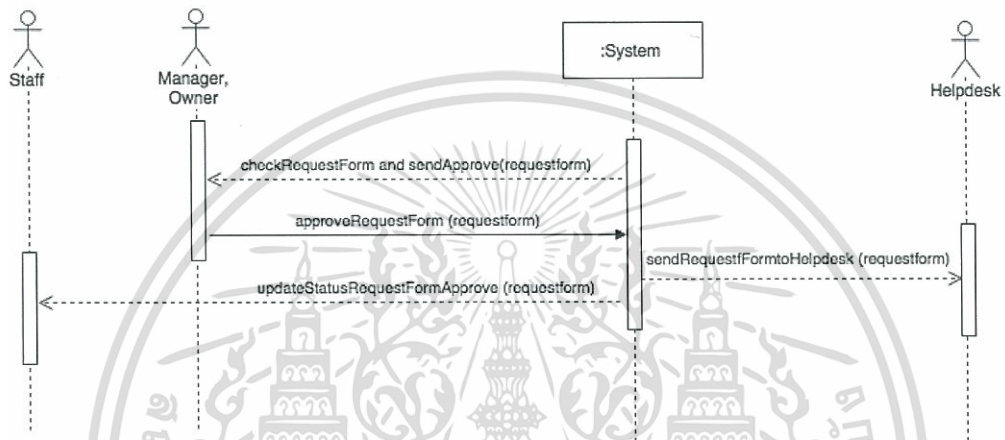 Staff
Manager,
Owner
:System
Helpdesk
checkRequestForm and sendApprove(requestform)
approveRequestForm (requestform)
sendRequestfFormtoHelpdesk (requestform)
updateStatusRequestFormApprove (requestform)